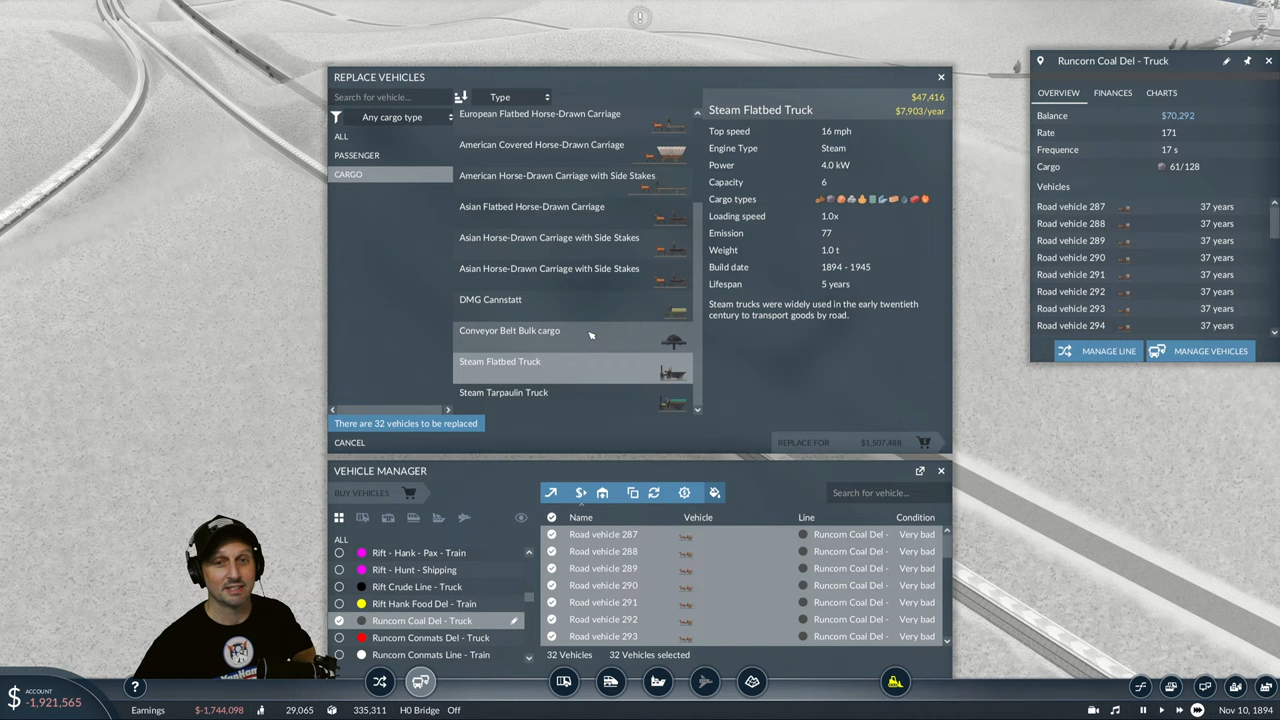 REPLACE VEHICLES
Search for vehicle... Type
Any cargo type
ALL
PASSENGER
CARGO
European Flatbed Horse-Drawn Carriage
American Covered Horse-Drawn Carriage
American Horse-Drawn Carriage with Side Stakes
Asian Flatbed Horse-Drawn Carriage
Asian Horse-Drawn Carriage with Side Stakes
Asian Horse-Drawn Carriage with Side Stakes
DMG Cannstatt
Conveyor Belt Bulk cargo
Steam Flatbed Truck
Steam Tarpaulin Truck
There are 32 vehicles to be replaced
CANCEL
$47,416
Steam Flatbed Truck
$7,903/year
Top speed 16 mph
Engine Type Steam
Power 4.0 kW
Capacity 6
Cargo types
Loading speed 1.0x
Emission 77
Weight 1.0 t
Build date 1894 - 1945
Lifespan 5 years
Steam trucks were widely used in the early twentieth
century to transport goods by road.
REPLACE FOR $1,507,488
Runcorn Coal Del - Truck
OVERVIEW FINANCES CHARTS
Balance $70,292
Rate 171
Frequency 17 s
Cargo 61/128
Vehicles
Road vehicle 287 37 years
Road vehicle 288 37 years
Road vehicle 289 37 years
Road vehicle 290 37 years
Road vehicle 291 37 years
Road vehicle 292 37 years
Road vehicle 293 37 years
Road vehicle 294 37 years
MANAGE LINE MANAGE VEHICLES
VEHICLE MANAGER
BUY VEHICLES
Search for vehicle...
ALL
Rift - Hank - Pax - Train
Rift - Hunt - Shipping
Rift Crude Line - Truck
Rift Hank Food Del - Train
Runcorn Coal Del - Truck
Runcorn Conmats Del - Truck
Runcorn Conmats Line - Train
Name Vehicle Line Condition
Road vehicle 287 Runcorn Coal Del - Very bad
Road vehicle 288 Runcorn Coal Del - Very bad
Road vehicle 289 Runcorn Coal Del - Very bad
Road vehicle 290 Runcorn Coal Del - Very bad
Road vehicle 291 Runcorn Coal Del - Very bad
Road vehicle 292 Runcorn Coal Del - Very bad
Road vehicle 293 Runcorn Coal Del - Very bad
32 Vehicles 32 Vehicles selected
$ ACCOUNT
-1,921,565
?
Earnings $-1,744,098 29,065 335,311 H0 Bridge Off
Nov 10, 1894